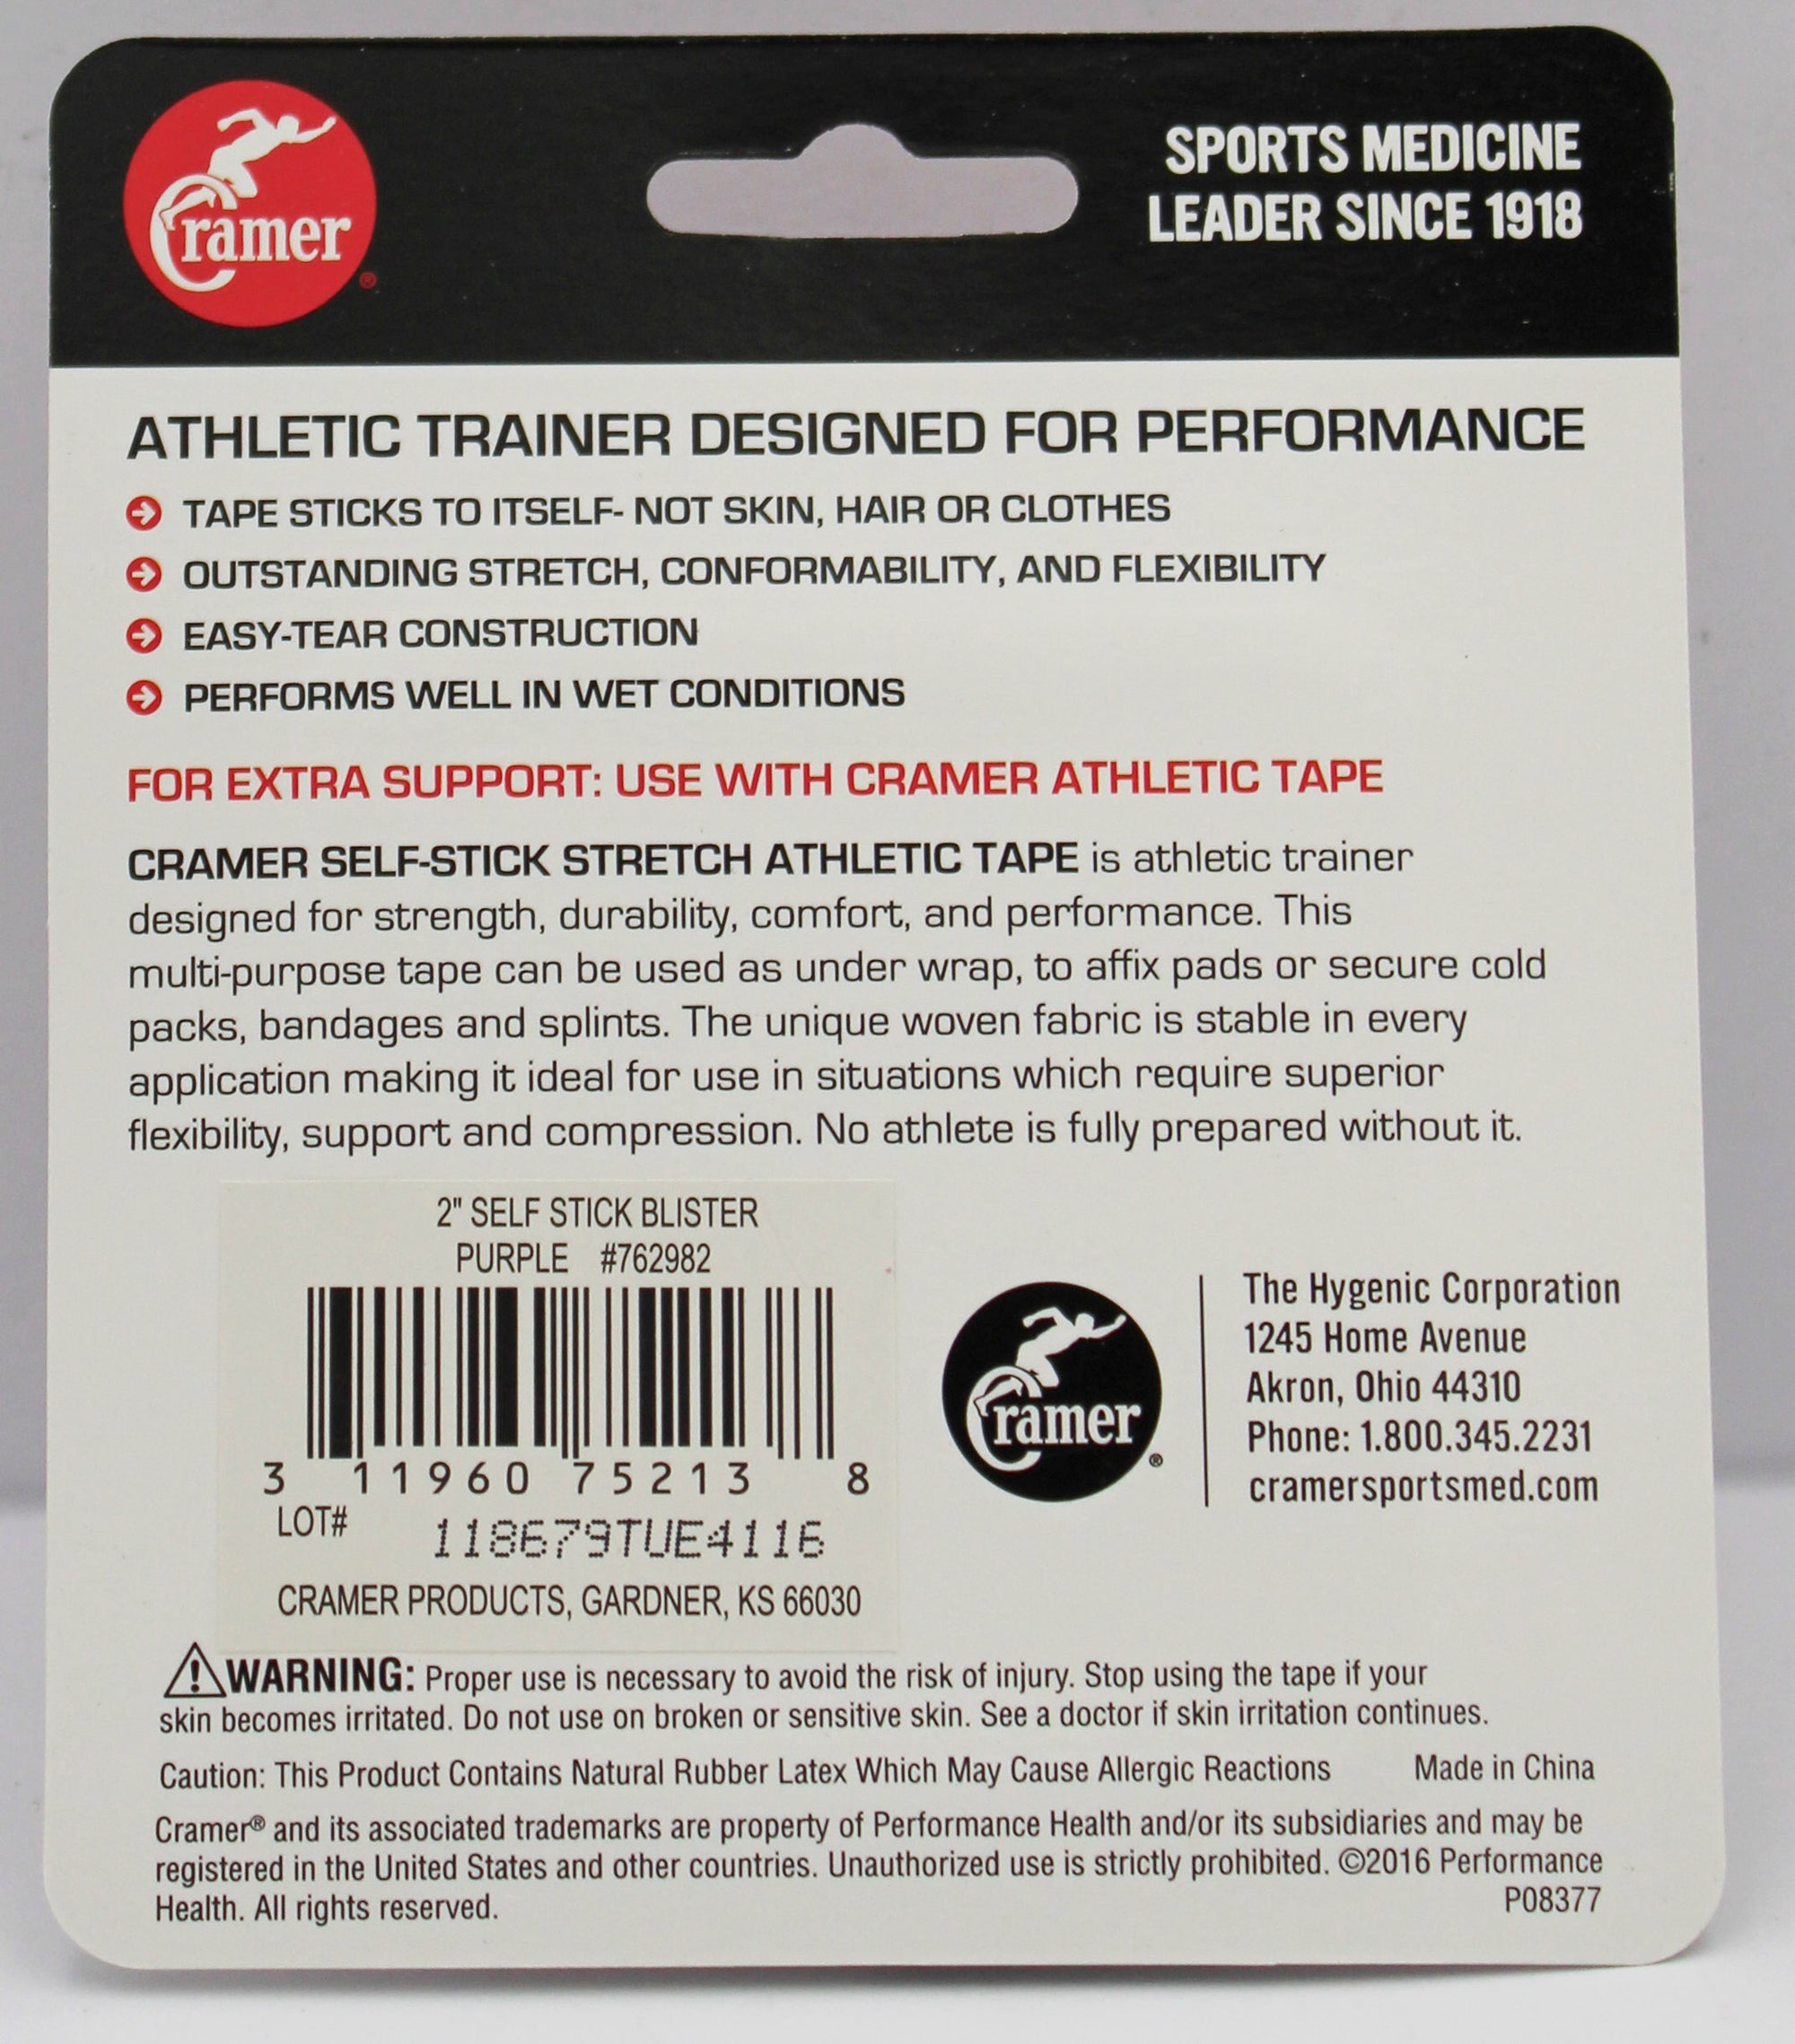 Cramer®
SPORTS MEDICINE
LEADER SINCE 1918
ATHLETIC TRAINER DESIGNED FOR PERFORMANCE
TAPE STICKS TO ITSELF- NOT SKIN, HAIR OR CLOTHES
OUTSTANDING STRETCH, CONFORMABILITY, AND FLEXIBILITY
EASY-TEAR CONSTRUCTION
PERFORMS WELL IN WET CONDITIONS
FOR EXTRA SUPPORT: USE WITH CRAMER ATHLETIC TAPE
CRAMER SELF-STICK STRETCH ATHLETIC TAPE is athletic trainer
designed for strength, durability, comfort, and performance. This
multi-purpose tape can be used as under wrap, to affix pads or secure cold
packs, bandages and splints. The unique woven fabric is stable in every
application making it ideal for use in situations which require superior
flexibility, support and compression. No athlete is fully prepared without it.
2" SELF STICK BLISTER
PURPLE #762982
3 11960 75213 8
LOT# 118679TUE4116
CRAMER PRODUCTS, GARDNER, KS 66030
Cramer®
The Hygenic Corporation
1245 Home Avenue
Akron, Ohio 44310
Phone: 1.800.345.2231
cramersportsmed.com
WARNING: Proper use is necessary to avoid the risk of injury. Stop using the tape if your
skin becomes irritated. Do not use on broken or sensitive skin. See a doctor if skin irritation continues.
Caution: This Product Contains Natural Rubber Latex Which May Cause Allergic Reactions Made in China
Cramer® and its associated trademarks are property of Performance Health and/or its subsidiaries and may be
registered in the United States and other countries. Unauthorized use is strictly prohibited. ©2016 Performance
Health. All rights reserved. P08377